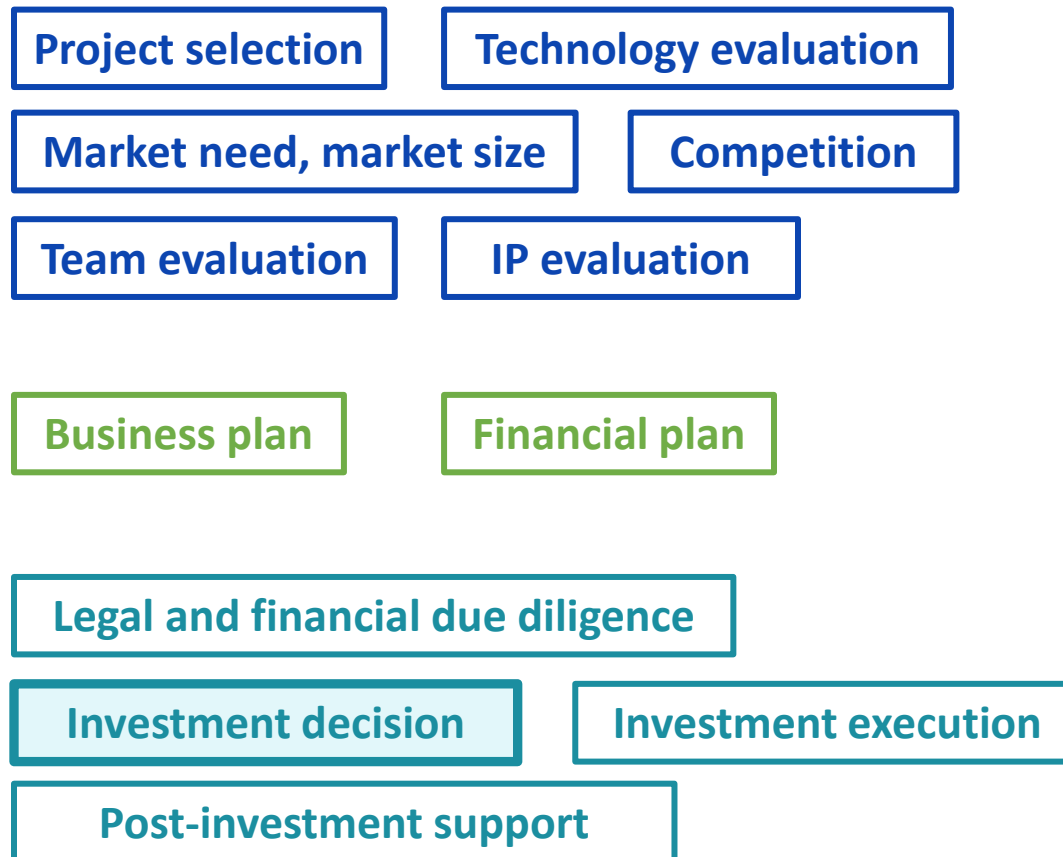 Project selection
Technology evaluation
Market need, market size
Competition
Team evaluation
IP evaluation
Business plan
Financial plan
Legal and financial due diligence
Investment decision
Investment execution
Post-investment support